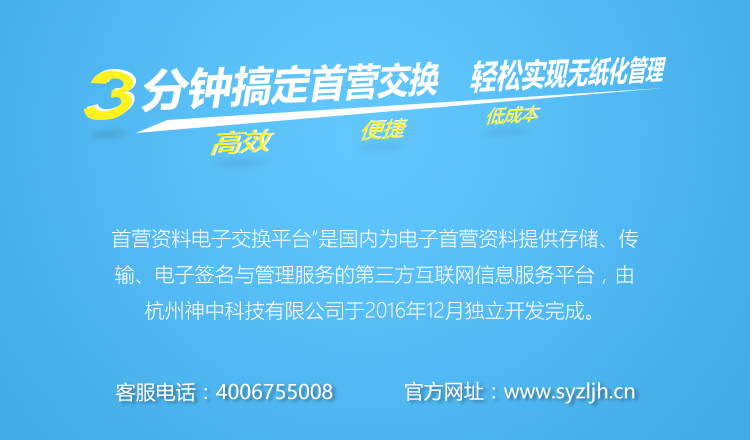 3分钟搞定首营交换 轻松实现无纸化管理
高效 便捷 低成本
首营资料电子交换平台”是国内为电子首营资料提供存储、传
输、电子签名与管理服务的第三方互联网信息服务平台，由
杭州神中科技有限公司于2016年12月独立开发完成。
客服电话：4006755008 官方网址：www.syzljh.cn